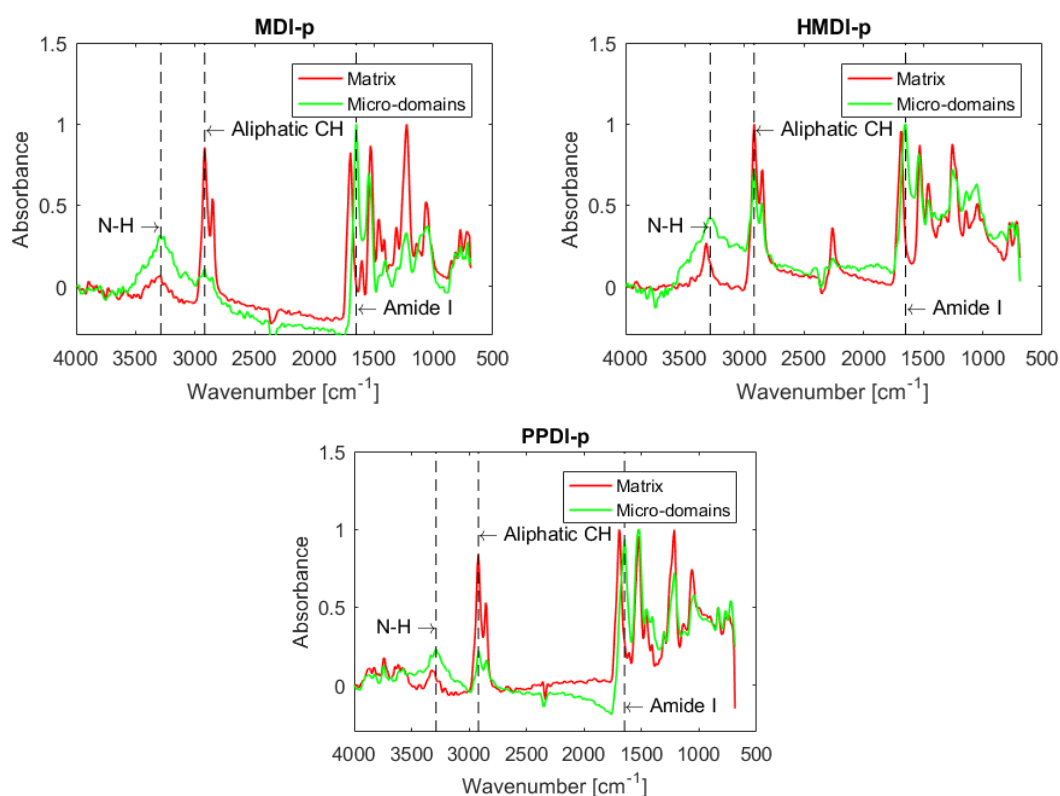 MDI-p
1.5
1
0.5
0
Absorbance
Matrix
Micro-domains
Aliphatic CH
N-H
Amide I
4000 3500 3000 2500 2000 1500 1000 500
Wavenumber [cm-1]
HMDI-p
1.5
1
0.5
0
Absorbance
Matrix
Micro-domains
Aliphatic CH
N-H
Amide I
4000 3500 3000 2500 2000 1500 1000 500
Wavenumber [cm-1]
PPDI-p
1.5
1
0.5
0
Absorbance
Matrix
Micro-domains
Aliphatic CH
N-H
Amide I
4000 3500 3000 2500 2000 1500 1000 500
Wavenumber [cm-1]